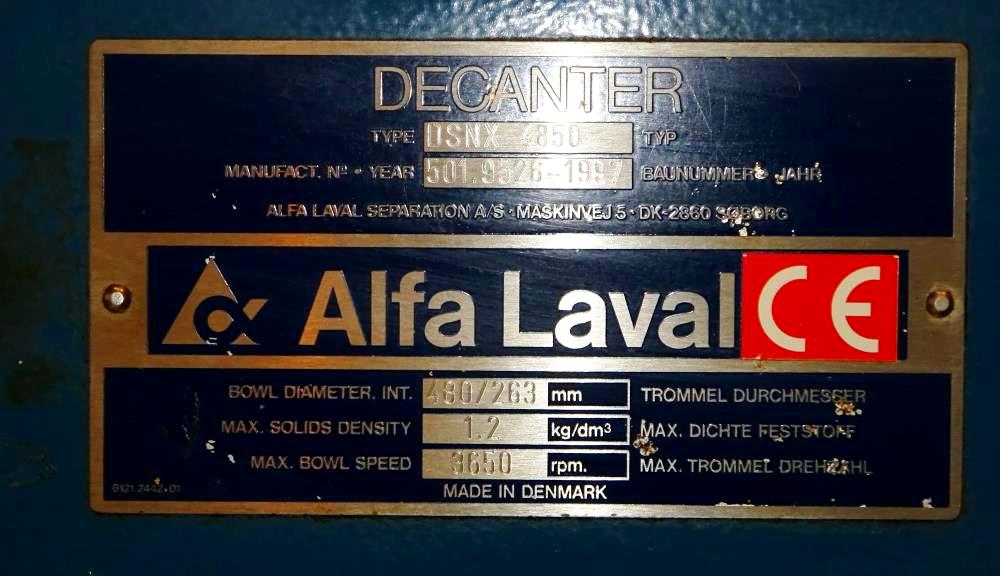 DECANTER
TYPE DSNX 4850 TYP
MANUFACT. Nº • YEAR 501.9526-1997 BAUNUMMER • JAHR
ALFA LAVAL SEPARATION A/S • MASKINVEJ 5 • DK-2860 SØBORG
Alfa Laval CE
BOWL DIAMETER. INT. 480/263 mm TROMMEL DURCHMESSER
MAX. SOLIDS DENSITY 1.2 kg/dm³ MAX. DICHTE FESTSTOFF
MAX. BOWL SPEED 3650 rpm. MAX. TROMMEL DREHZAHL
MADE IN DENMARK